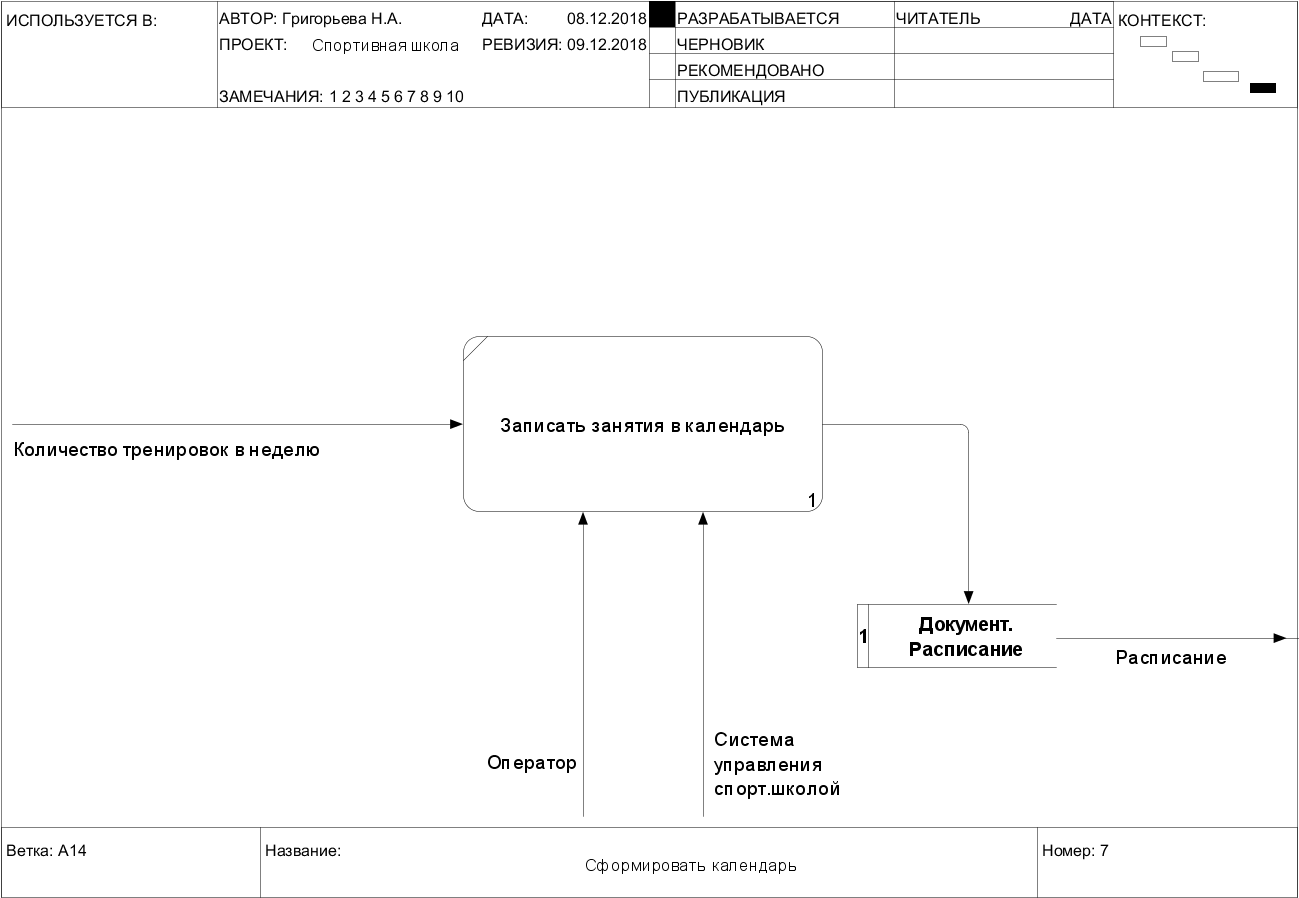 ИСПОЛЬЗУЕТСЯ В:
АВТОР: Григорьева Н.А.
ДАТА: 08.12.2018
ПРОЕКТ: Спортивная школа
РЕВИЗИЯ: 09.12.2018
ЗАМЕЧАНИЯ: 1 2 3 4 5 6 7 8 9 10
РАЗРАБАТЫВАЕТСЯ
ЧЕРНОВИК
РЕКОМЕНДОВАНО
ПУБЛИКАЦИЯ
ЧИТАТЕЛЬ
ДАТА
КОНТЕКСТ:
Записать занятия в календарь
1
Количество тренировок в неделю
1
Документ.
Расписание
Расписание
Оператор
Система
управления
спорт.школой
Ветка: A14
Название:
Сформировать календарь
Номер: 7